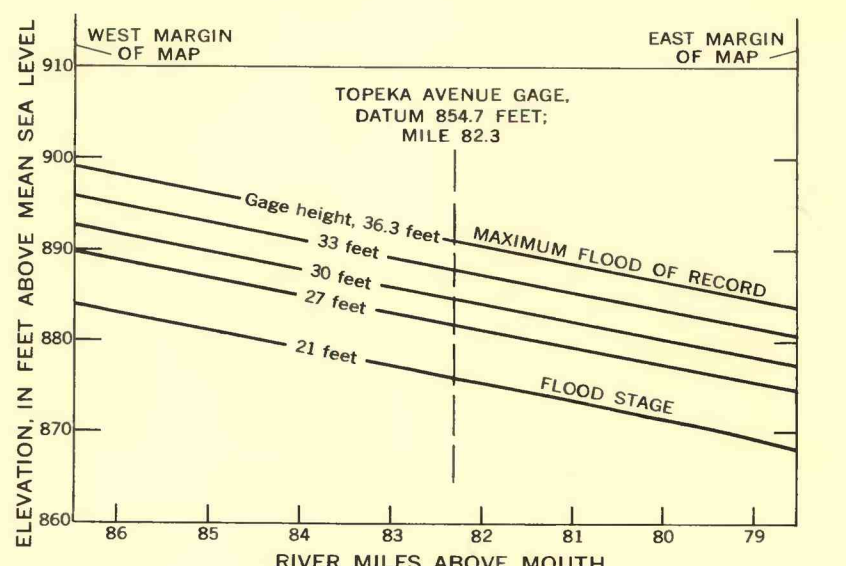 WEST MARGIN
OF MAP
EAST MARGIN
OF MAP
TOPEKA AVENUE GAGE,
DATUM 854.7 FEET;
MILE 82.3
ELEVATION, IN FEET ABOVE MEAN SEA LEVEL
910
900
890
880
870
860
Gage height, 36.3 feet
MAXIMUM FLOOD OF RECORD
33 feet
30 feet
27 feet
21 feet
FLOOD STAGE
86 85 84 83 82 81 80 79
RIVER MILES ABOVE MOUTH